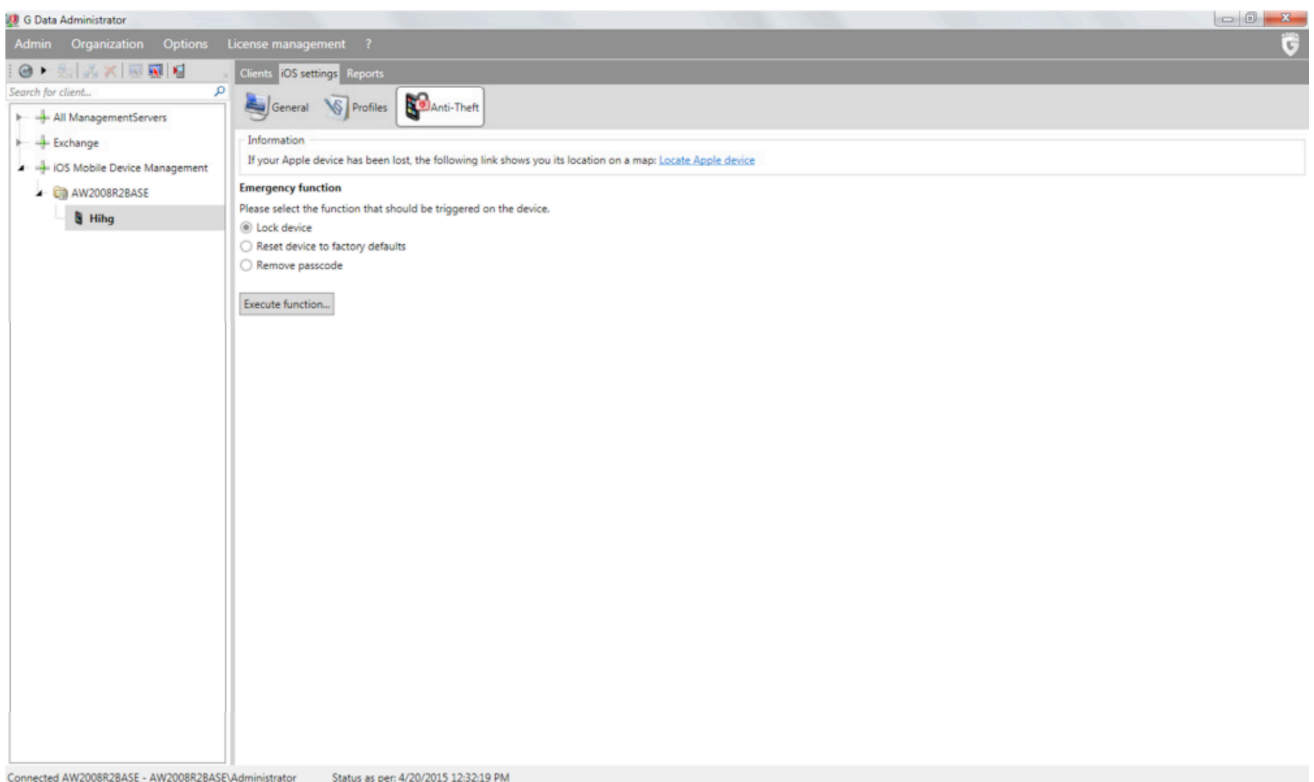 G Data Administrator
Admin Organization Options License management ?
Clients iOS settings Reports
Search for client...
General Profiles Anti-Theft
All ManagementServers
Exchange
iOS Mobile Device Management
AW2008R2BASE
Hihg
Information
If your Apple device has been lost, the following link shows you its location on a map: Locate Apple device
Emergency function
Please select the function that should be triggered on the device.
Lock device
Reset device to factory defaults
Remove passcode
Execute function...
Connected AW2008R2BASE - AW2008R2BASE\Administrator Status as per: 4/20/2015 12:32:19 PM